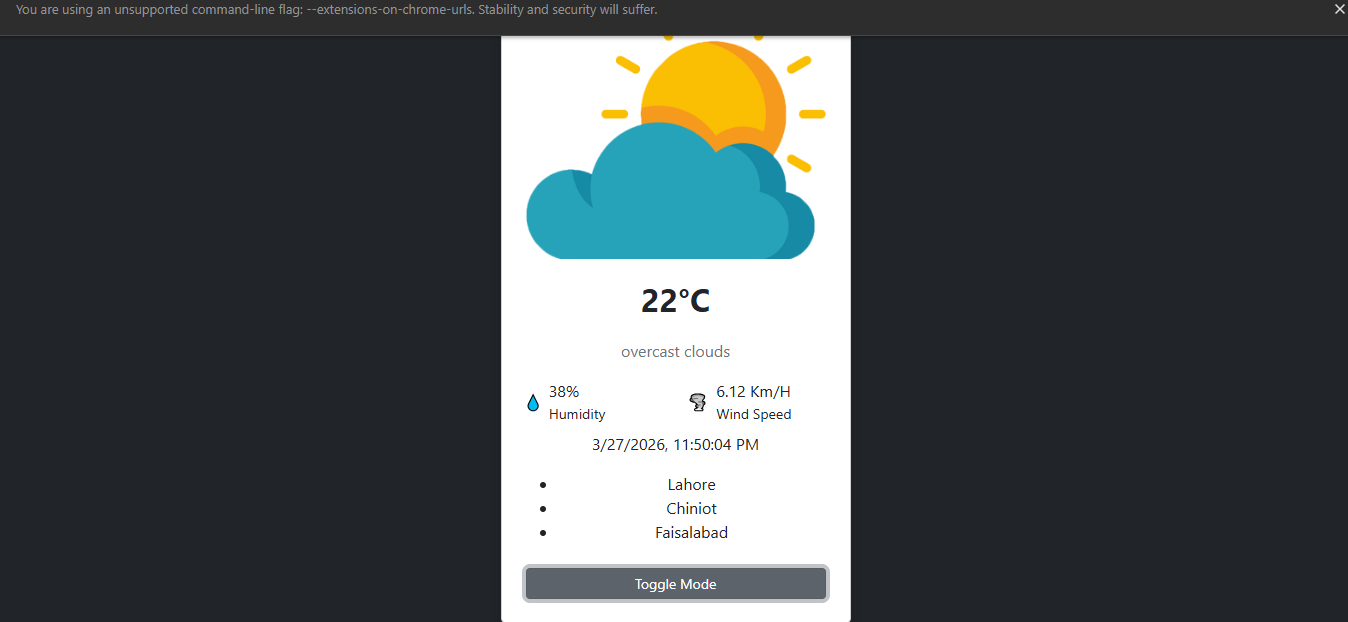 You are using an unsupported command-line flag: --extensions-on-chrome-urls. Stability and security will suffer.
22°C
overcast clouds
38%
Humidity
6.12 Km/H
Wind Speed
3/27/2026, 11:50:04 PM
Lahore
Chiniot
Faisalabad
Toggle Mode